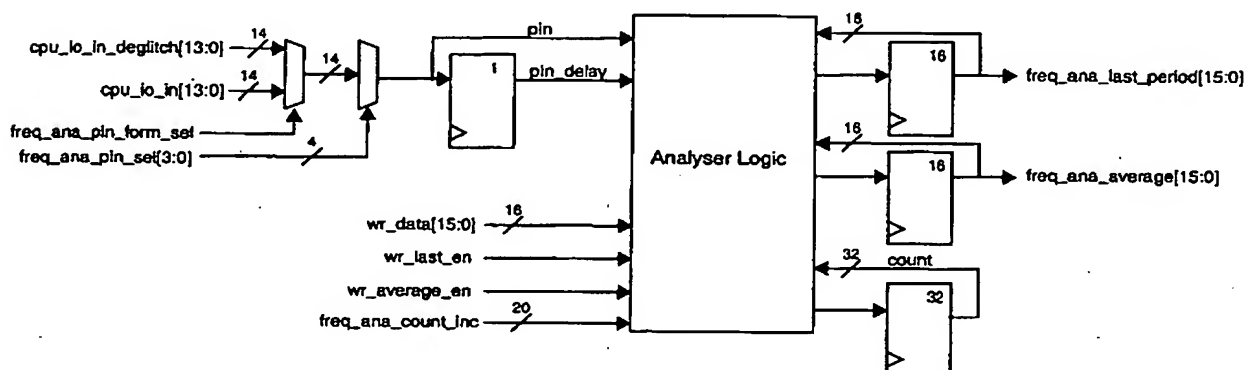 cpu_io_in_deglitch[13:0]
14
cpu_io_in[13:0]
14
14
freq_ana_pin_form_sel
freq_ana_pin_sel[3:0]
4
1
pin
pin_delay
Analyser Logic
wr_data[15:0]
16
wr_last_en
wr_average_en
freq_ana_count_inc
20
16
16
freq_ana_last_period[15:0]
16
16
freq_ana_average[15:0]
32
count
32